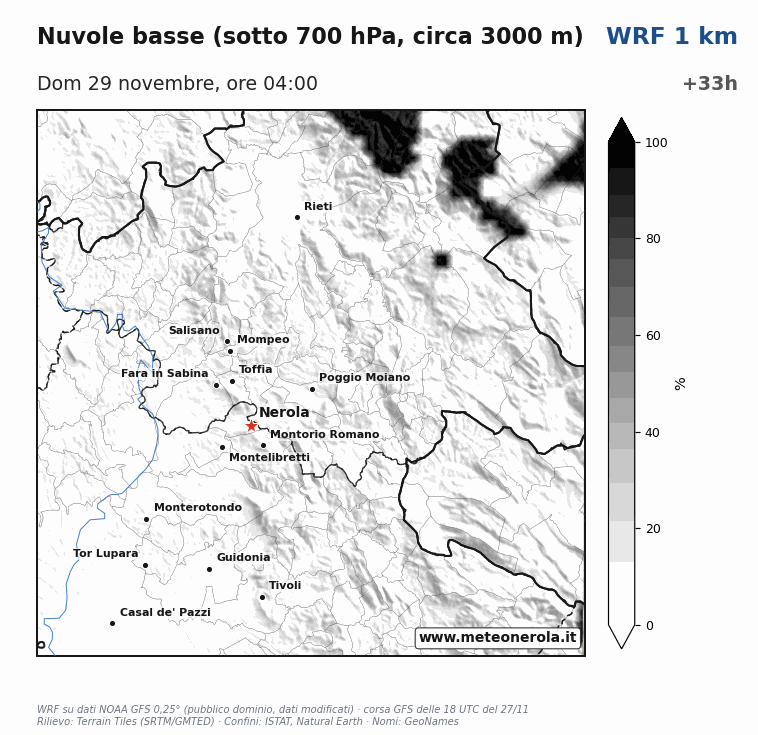 Nuvole basse (sotto 700 hPa, circa 3000 m) WRF 1 km
Dom 29 novembre, ore 04:00 +33h
100
80
60
40
20
0
%
Rieti
Salisano
Mompeo
Toffia
Fara in Sabina
Poggio Moiano
Nerola
Montorio Romano
Montelibretti
Monterotondo
Tor Lupara
Guidonia
Tivoli
Casal de' Pazzi
www.meteonerola.it
WRF su dati NOAA GFS 0,25° (pubblico dominio, dati modificati) · corsa GFS delle 18 UTC del 27/11
Rilievo: Terrain Tiles (SRTM/GMTED) · Confini: ISTAT, Natural Earth · Nomi: GeoNames